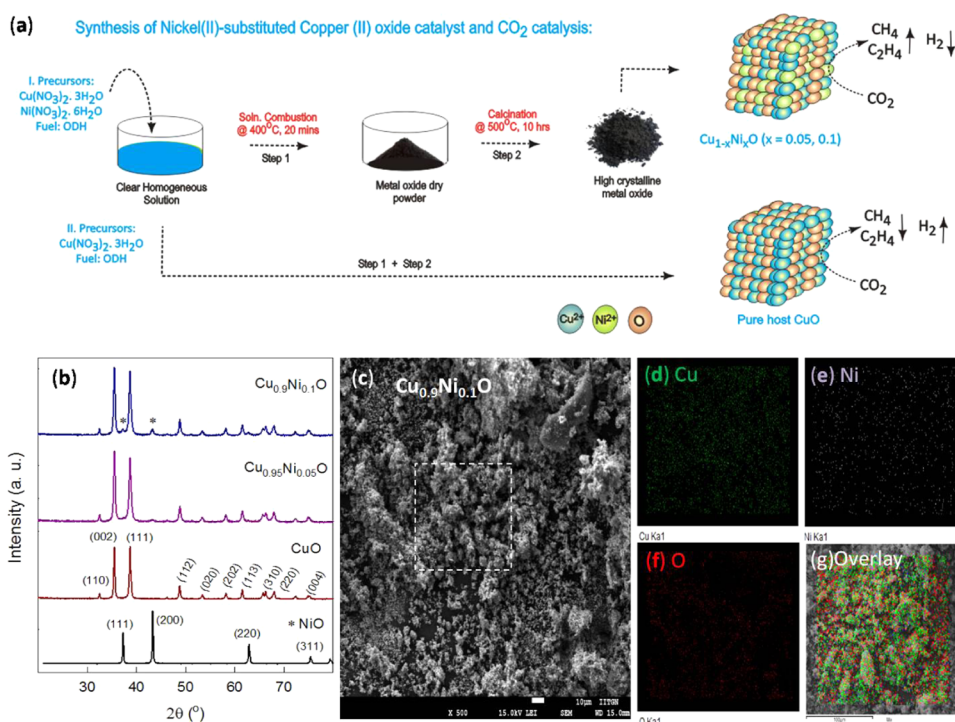 (a) Synthesis of Nickel(II)-substituted Copper (II) oxide catalyst and CO2 catalysis:
I. Precursors:
Cu(NO3)2. 3H2O
Ni(NO3)2. 6H2O
Fuel: ODH
Clear Homogeneous
Solution
Soln. Combustion
@ 400°C, 20 mins
Step 1
Metal oxide dry
powder
Calcination
@ 500°C, 10 hrs
Step 2
High crystalline
metal oxide
CH4
C2H4 ↑ H2 ↓
CO2
Cu1-xNixO (x = 0.05, 0.1)
II. Precursors:
Cu(NO3)2. 3H2O
Fuel: ODH
Step 1 + Step 2
CH4
C2H4 ↓ H2 ↑
CO2
Pure host CuO
Cu2+ Ni2+ O
(b)
Cu0.9Ni0.1O
* *
Cu0.95Ni0.05O
(002) (111)
CuO
(110) (112) (020) (202) (113) (310) (220) (004)
* NiO
(111) (200) (220) (311)
30 40 50 60 70
2θ (°)
Intensity (a. u.)
(c) Cu0.9Ni0.1O
10μm IITGN
X 500 15.0kV SEM WD 15.0mm
(d) Cu
Cu Ka1
(e) Ni
Ni Ka1
(f) O
O Ka1
(g)Overlay